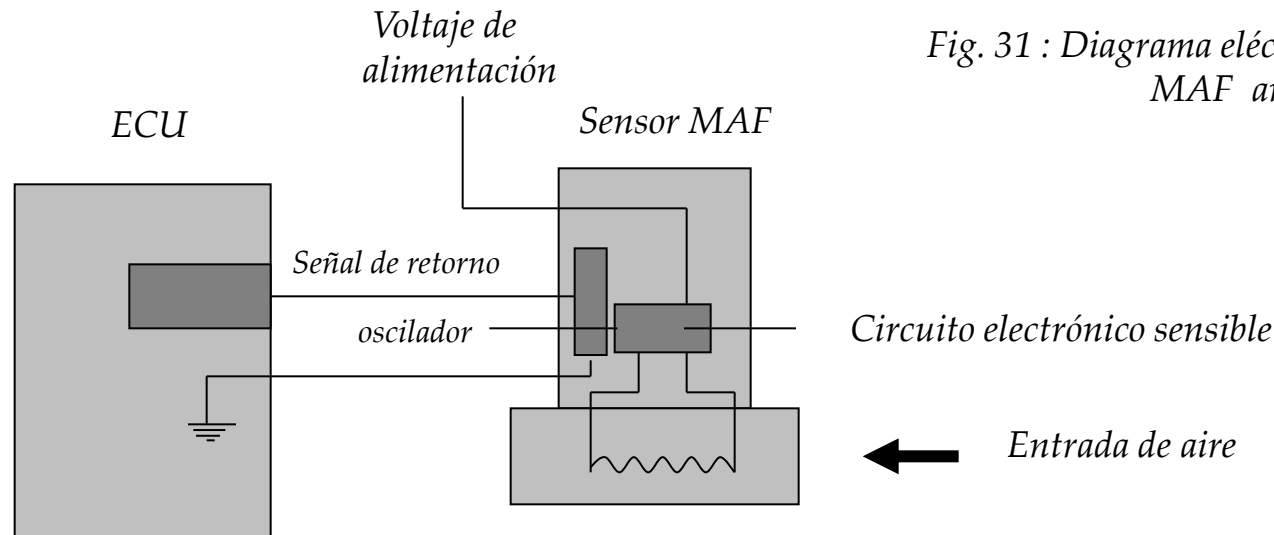 Voltaje de
alimentación
Fig. 31 : Diagrama
MAF
ECU
Sensor MAF
Señal de retorno
oscilador
Circuito electrónico sensible
Entrada de aire